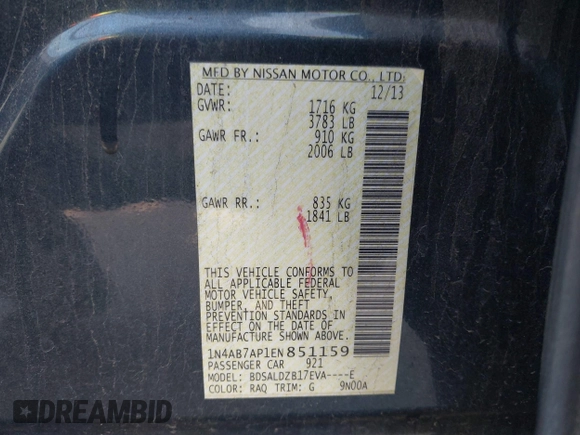 MFD BY NISSAN MOTOR CO., LTD.
DATE: 12/13
GVWR: 1716 KG
3783 LB
GAWR FR.: 910 KG
2006 LB
GAWR RR.: 835 KG
1841 LB
THIS VEHICLE CONFORMS TO
ALL APPLICABLE FEDERAL
MOTOR VEHICLE SAFETY,
BUMPER, AND THEFT
PREVENTION STANDARDS IN
EFFECT ON THE DATE OF
MANUFACTURE SHOWN ABOVE
1N4AB7AP1EN851159
PASSENGER CAR 921
MODEL: BDSALDZB17EVA----E
COLOR: RAQ TRIM: G 9N00A
DREAMBID